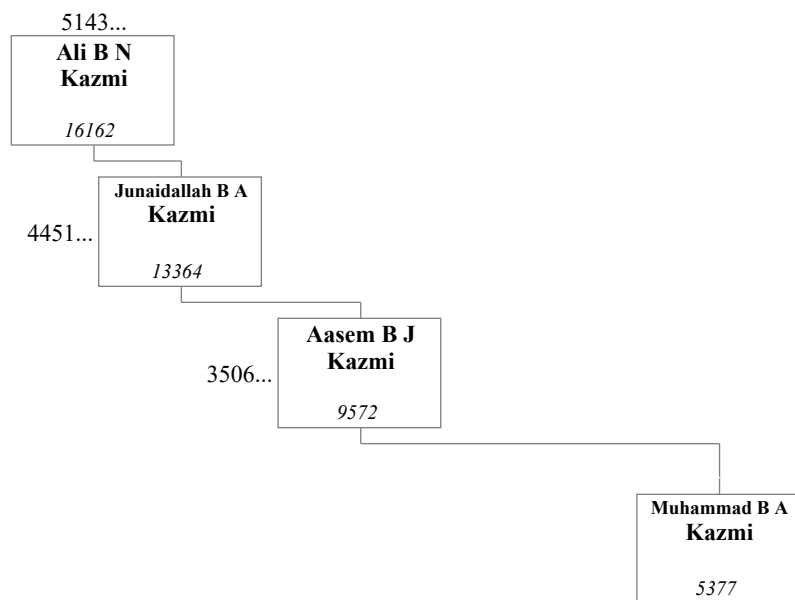 5143...
Ali B N
Kazmi
16162
Junaidallah B A
Kazmi
4451...
13364
Aasem B J
Kazmi
3506...
9572
Muhammad B A
Kazmi
5377